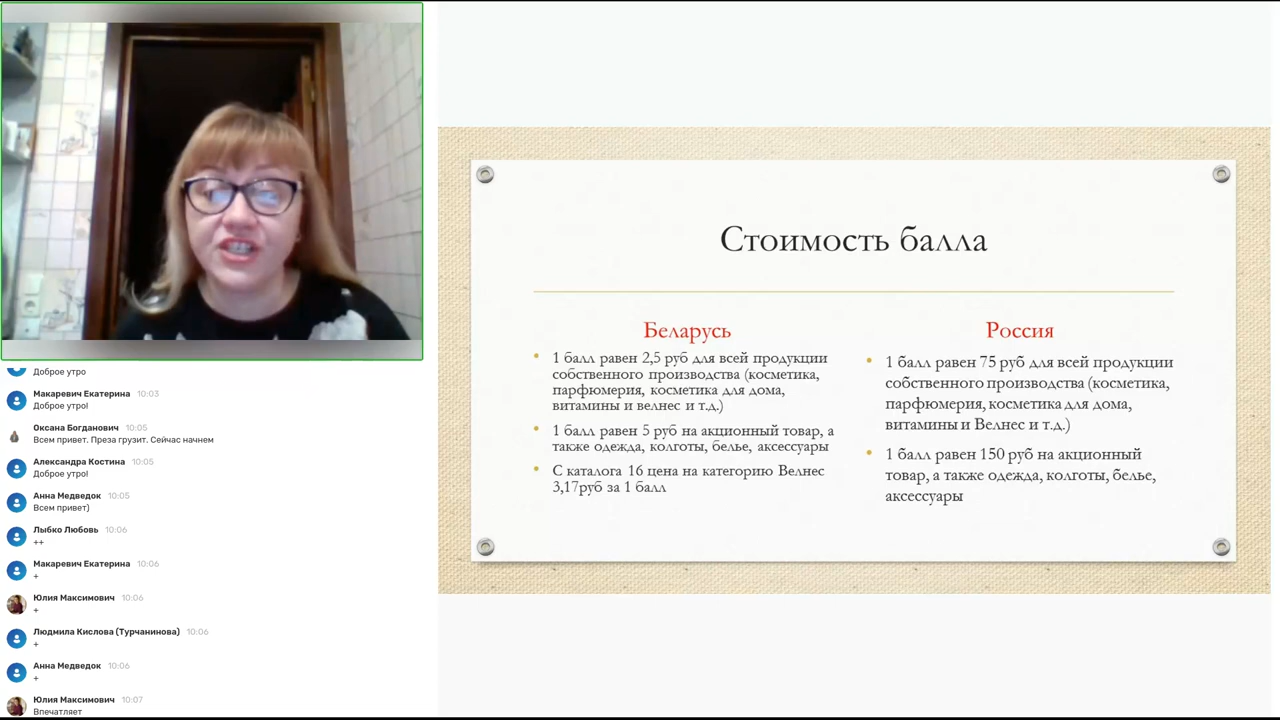 Доброе утро
Макаревич Екатерина 10:03
Доброе утро!
Оксана Богданович 10:05
Всем привет. Преза грузит. Сейчас начнем
Александра Костина 10:05
Доброе утро!
Анна Медведок 10:05
Всем привет)
Лыбко Любовь 10:06
++
Макаревич Екатерина 10:06
+
Юлия Максимович 10:06
+
Людмила Кислова (Турчанинова) 10:06
+
Анна Медведок 10:06
+
Юлия Максимович 10:07
Впечатляет
Стоимость балла
Беларусь
1 балл равен 2,5 руб для всей продукции
собственного производства (косметика,
парфюмерия, косметика для дома,
витамины и велнес и т.д.)
1 балл равен 5 руб на акционный товар, а
также одежда, колготы, белье, аксессуары
С каталога 16 цена на категорию Велнес
3,17руб за 1 балл
Россия
1 балл равен 75 руб для всей продукции
собственного производства (косметика,
парфюмерия, косметика для дома,
витамины и Велнес и т.д.)
1 балл равен 150 руб на акционный
товар, а также одежда, колготы, белье,
аксессуары